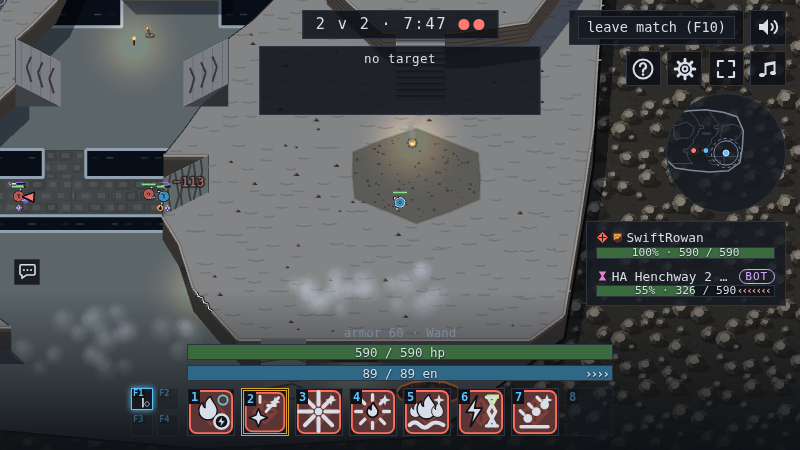 2 v 2 · 7:47
leave match (F10)
no target
-113
SwiftRowan
100% · 590 / 590
HA Henchway 2 … BOT
55% · 326 / 590
armor 60 · Wand
590 / 590 hp
89 / 89 en
F1 F2
F3 F4
1 2 3 4 5 6 7 8